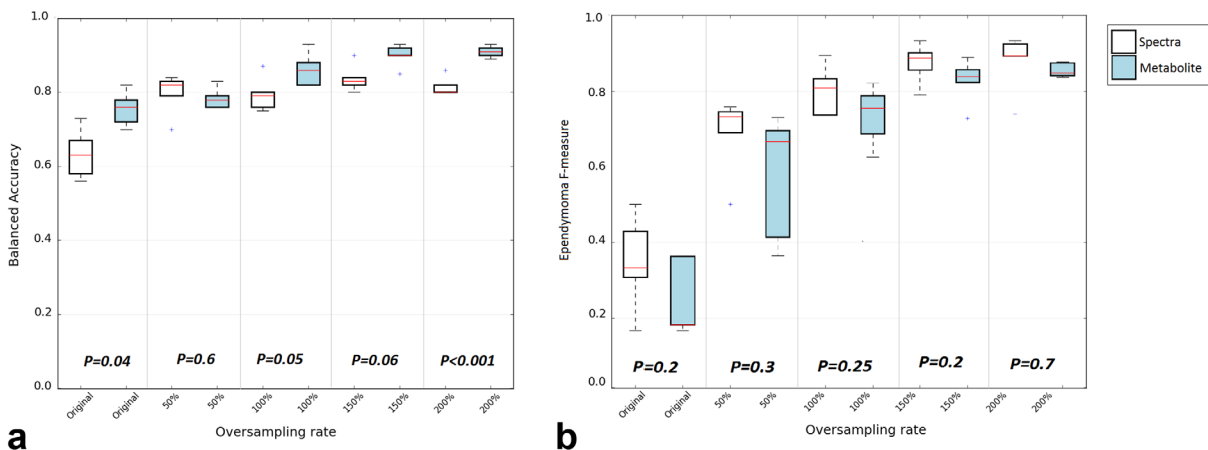 1.0
0.8
0.6
0.4
0.2
0.0
Balanced Accuracy
P=0.04
P=0.6
P=0.05
P=0.06
P<0.001
Original
Original
50%
50%
100%
100%
150%
150%
200%
200%
Oversampling rate
a
1.0
0.8
0.6
0.4
0.2
0.0
Ependymoma F-measure
P=0.2
P=0.3
P=0.25
P=0.2
P=0.7
Original
Original
50%
50%
100%
100%
150%
150%
200%
200%
Oversampling rate
b
Spectra
Metabolite